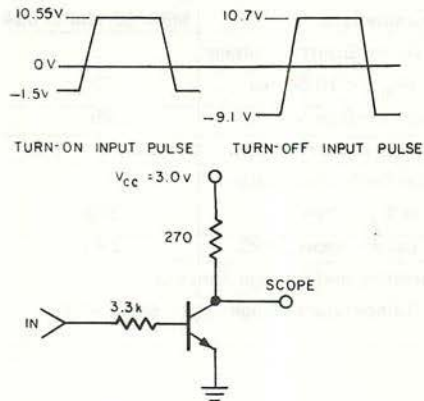 10.55V
10.7V
0V
-1.5V
-9.1V
TURN-ON INPUT PULSE
TURN-OFF INPUT PULSE
VCC = 3.0V
270
SCOPE
3.3k
IN